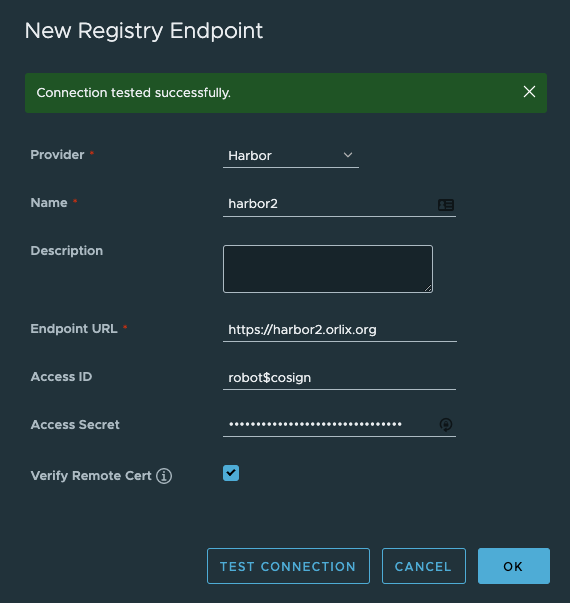 New Registry Endpoint
Connection tested successfully.
Provider *
Harbor
Name *
harbor2
Description
Endpoint URL *
https://harbor2.orlix.org
Access ID
robot$cosign
Access Secret
••••••••••••••••••••••••••••••••
Verify Remote Cert
TEST CONNECTION
CANCEL
OK